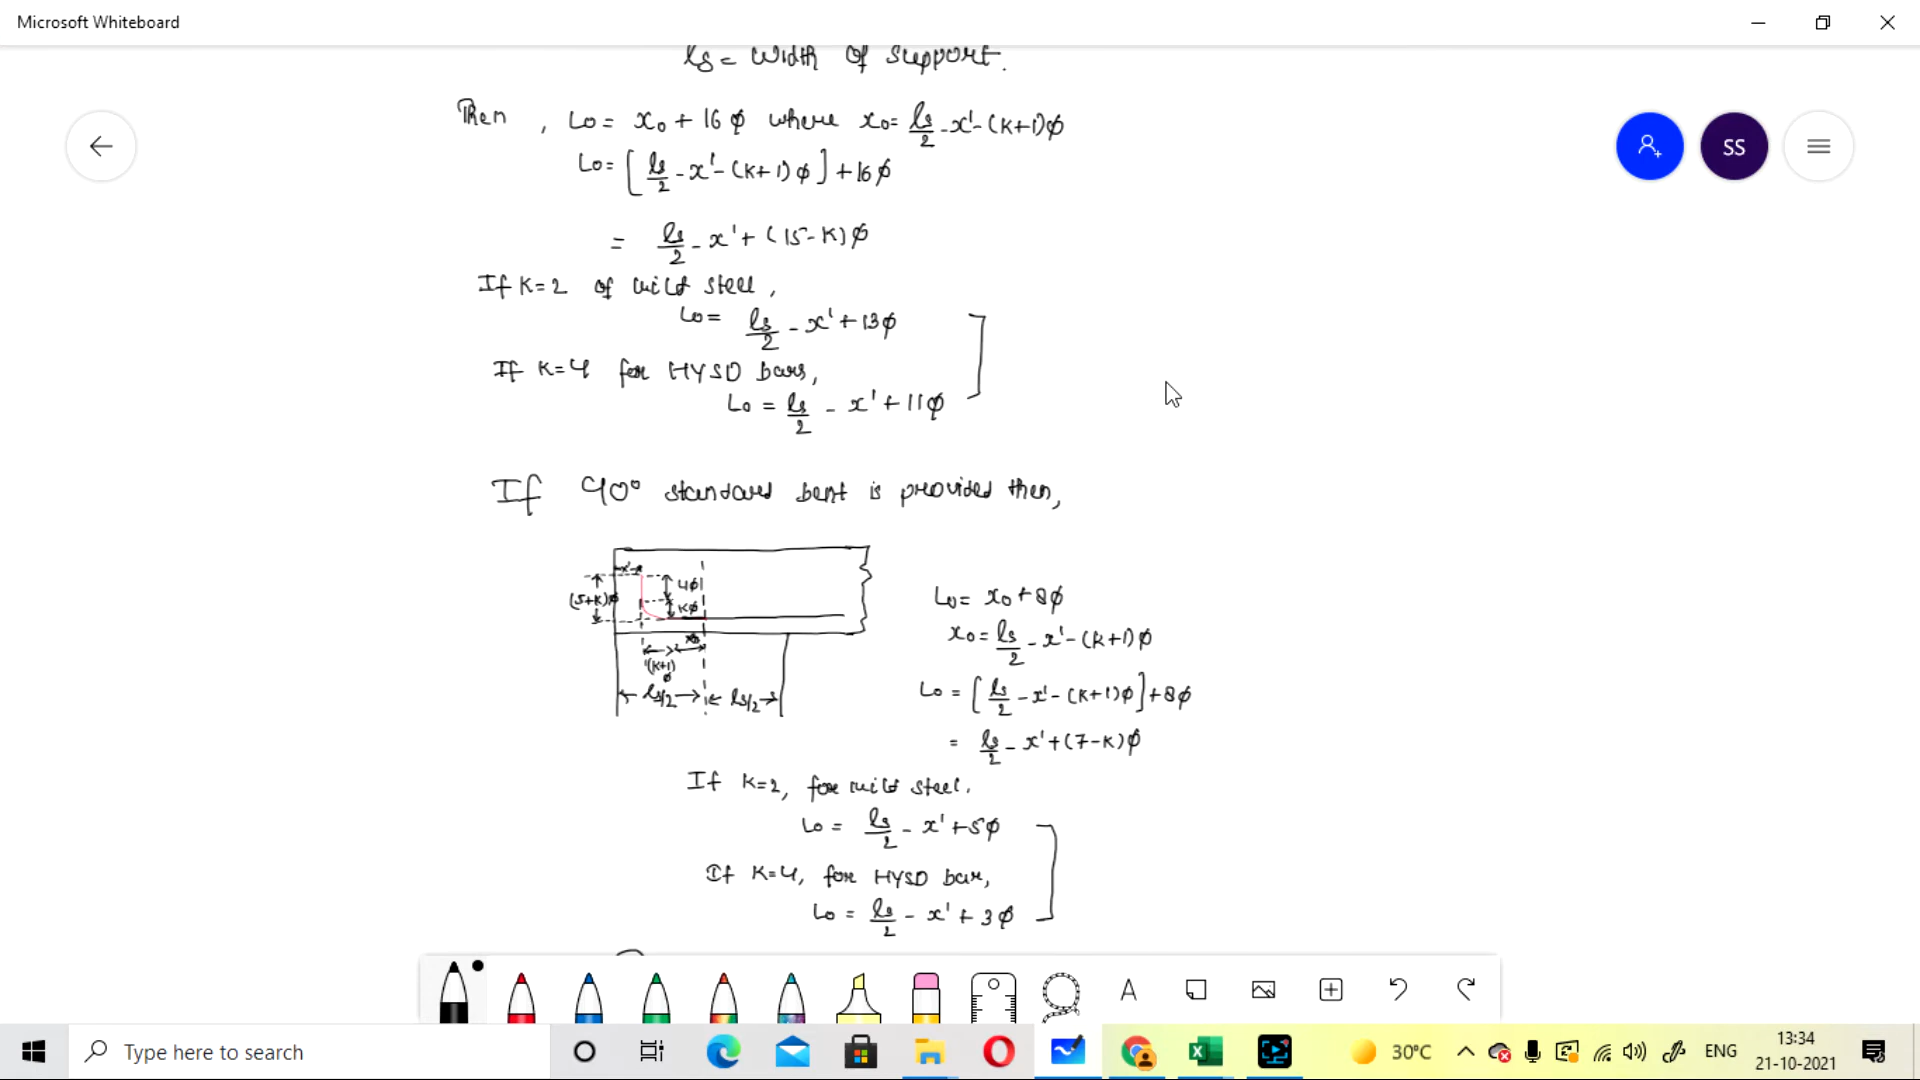 Microsoft Whiteboard
ls = Width of support.
Then, Lo = x₀ + 16ϕ where x₀ = ls/2 - x' - (K+1)ϕ
Lo = [ls/2 - x' - (K+1)ϕ] + 16ϕ
= ls/2 - x' + (15-K)ϕ
If K=2 of mild steel,
Lo = ls/2 - x' + 13ϕ
If K=4 for HYSD bars,
Lo = ls/2 - x' + 11ϕ
If 90° standard bent is provided then,
x'
(5+K)ϕ
4ϕ
Kϕ
x₀
(K+1)ϕ
ls/2
ls/2
Lo = x₀ + 8ϕ
x₀ = ls/2 - x' - (K+1)ϕ
Lo = [ls/2 - x' - (K+1)ϕ] + 8ϕ
= ls/2 - x' + (7-K)ϕ
If K=2, for mild steel.
Lo = ls/2 - x' + 5ϕ
If K=4, for HYSD bar,
Lo = ls/2 - x' + 3ϕ
SS
A
Type here to search
30°C
ENG
13:34
21-10-2021